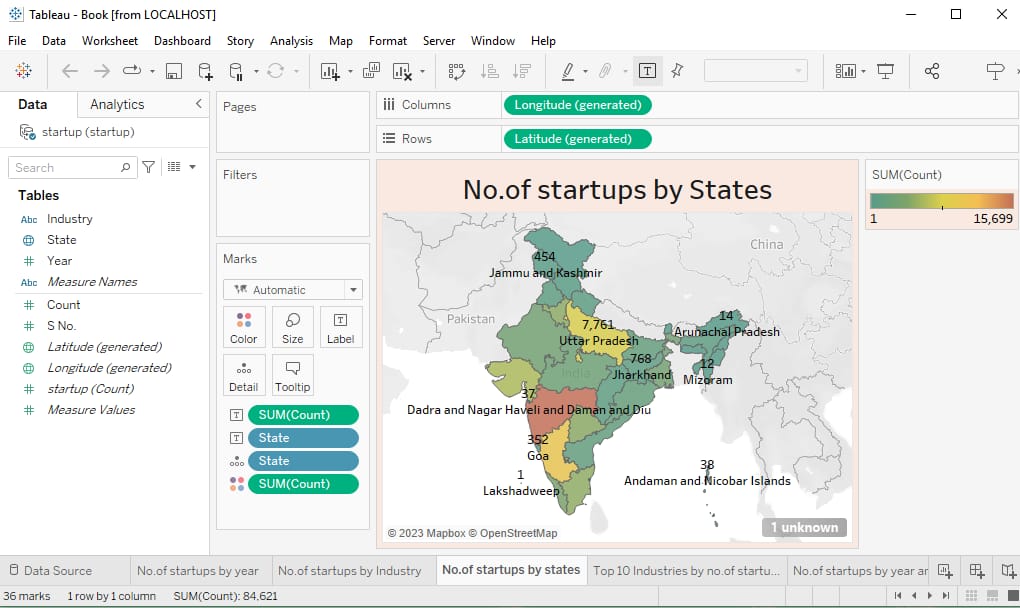 Tableau - Book [from LOCALHOST]
File Data Worksheet Dashboard Story Analysis Map Format Server Window Help
Data Analytics
startup (startup)
Search
Tables
Abc Industry
State
Year
Abc Measure Names
Count
S No.
Latitude (generated)
Longitude (generated)
startup (Count)
Measure Values
Pages
Filters
Marks
Automatic
Color Size Label
Detail Tooltip
SUM(Count)
State
State
SUM(Count)
Columns Longitude (generated)
Rows Latitude (generated)
No.of startups by States
China
454
Jammu and Kashmir
Pakistan
7,761
Uttar Pradesh
14
Arunachal Pradesh
India
768
Jharkhand
12
Mizoram
37
Dadra and Nagar Haveli and Daman and Diu
352
Goa
1
Lakshadweep
38
Andaman and Nicobar Islands
© 2023 Mapbox © OpenStreetMap
1 unknown
SUM(Count)
1 15,699
Data Source No.of startups by year No.of startups by Industry No.of startups by states Top 10 Industries by no.of startu... No.of startups by year ar
36 marks 1 row by 1 column SUM(Count): 84,621